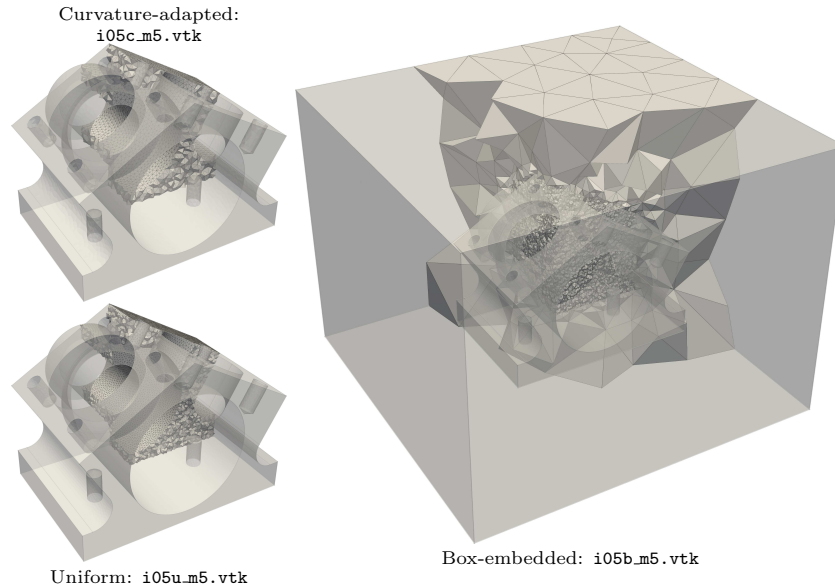 Curvature-adapted:
i05c_m5.vtk
Box-embedded: i05b_m5.vtk
Uniform: i05u_m5.vtk